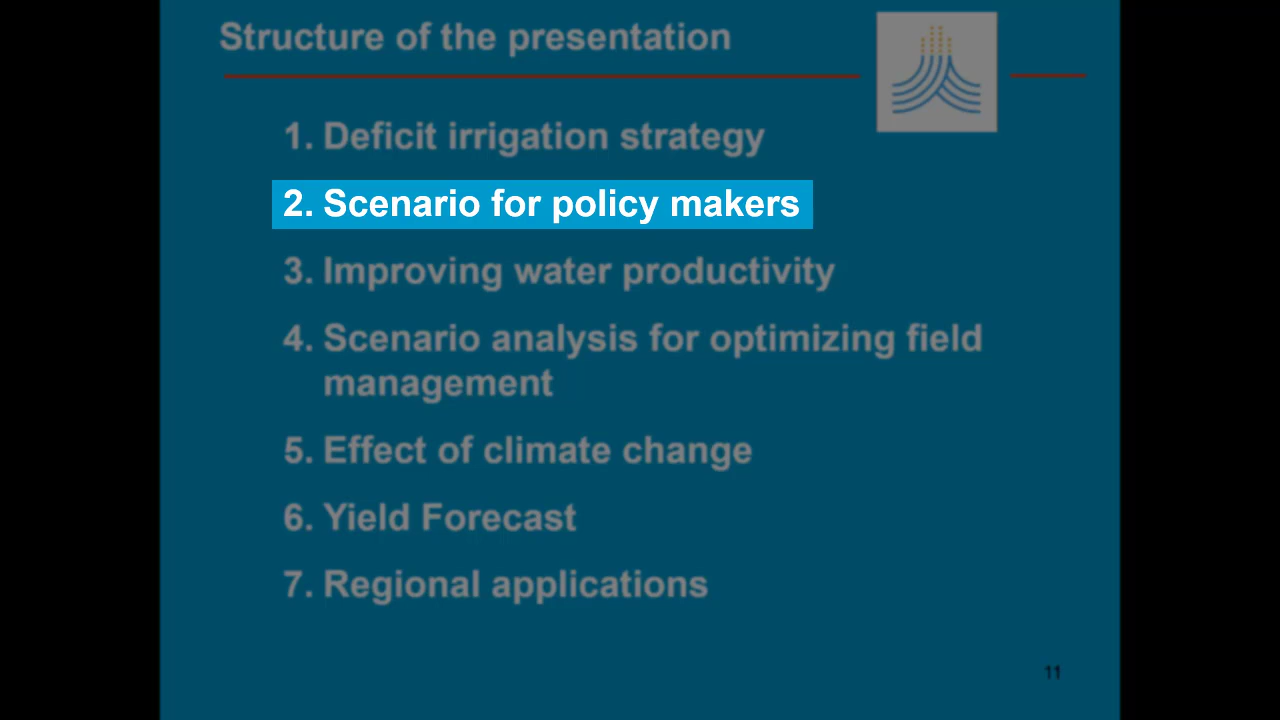 Structure of the presentation
1. Deficit irrigation strategy
2. Scenario for policy makers
3. Improving water productivity
4. Scenario analysis for optimizing field
management
5. Effect of climate change
6. Yield Forecast
7. Regional applications
11